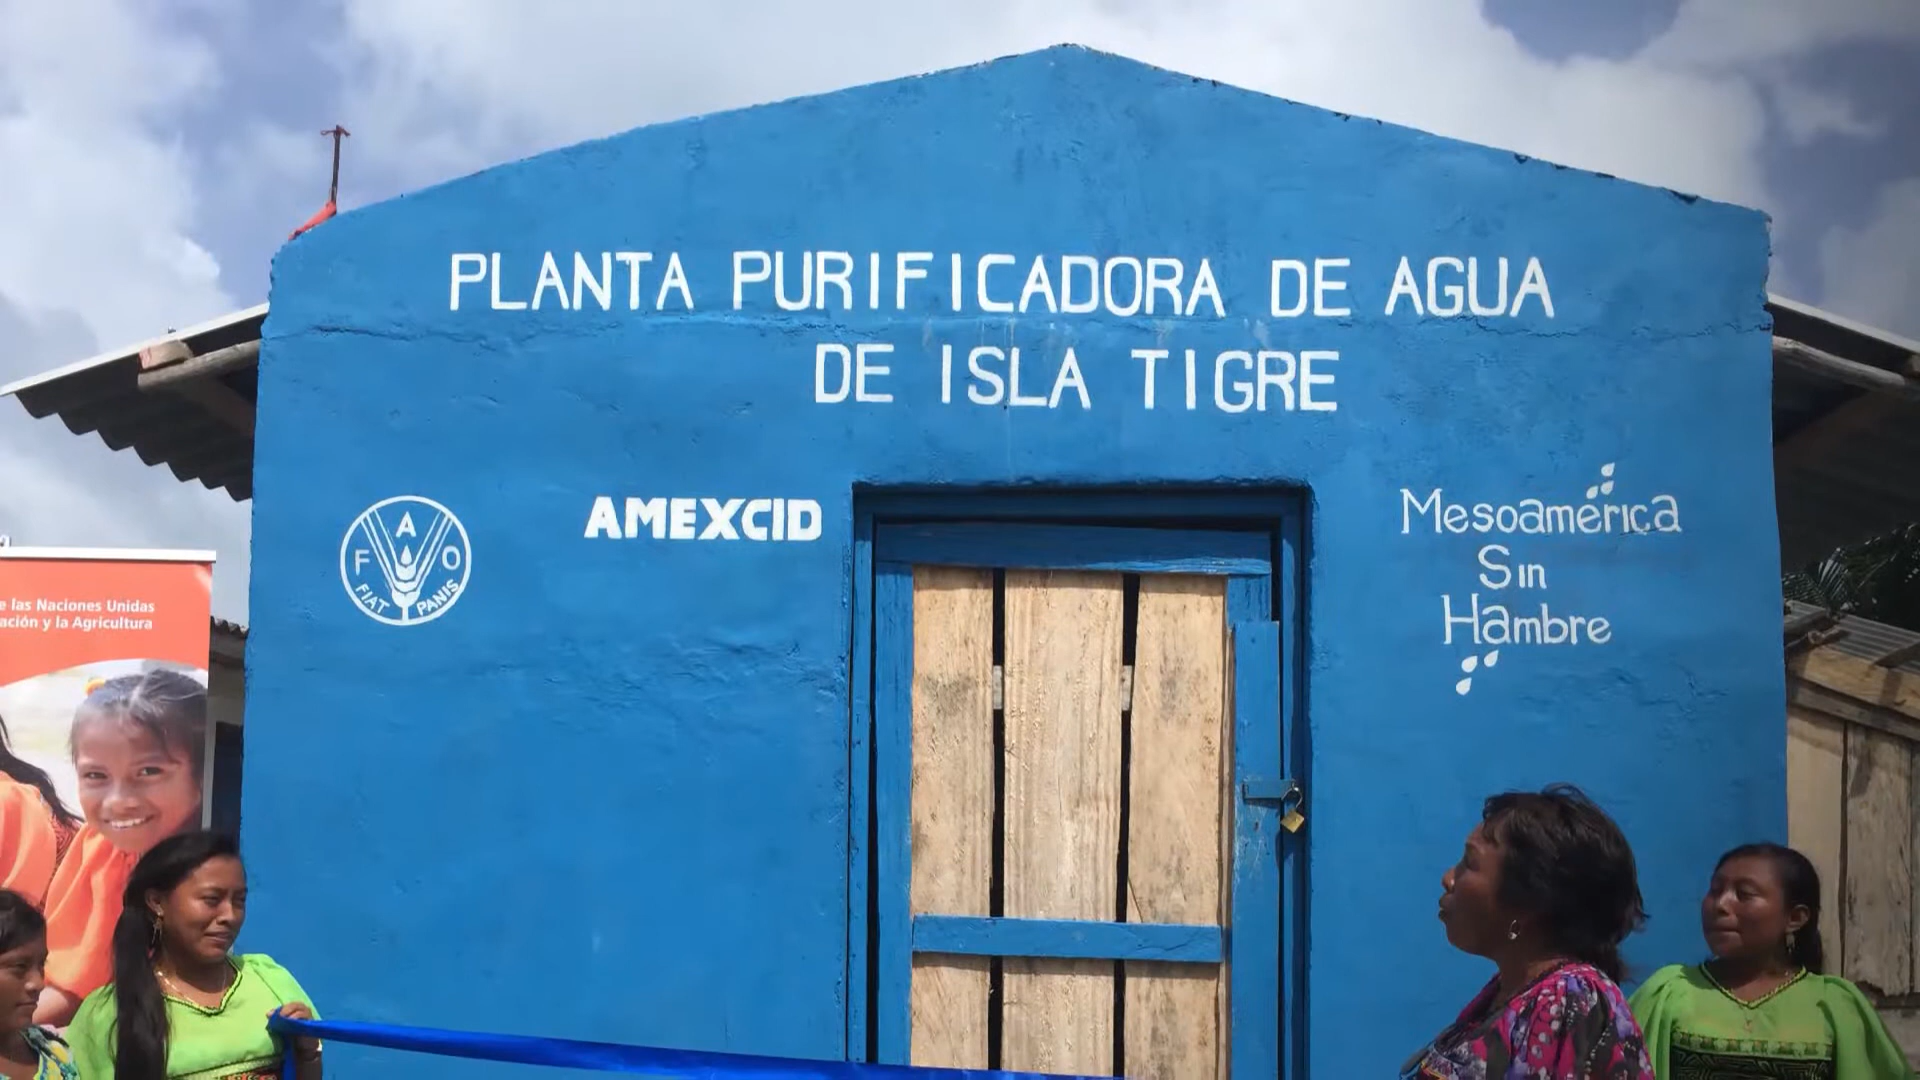 PLANTA PURIFICADORA DE AGUA
DE ISLA TIGRE
F A O
FIAT PANIS
AMEXCID
Mesoamérica
Sin
Hambre
e las Naciones Unidas
ación y la Agricultura